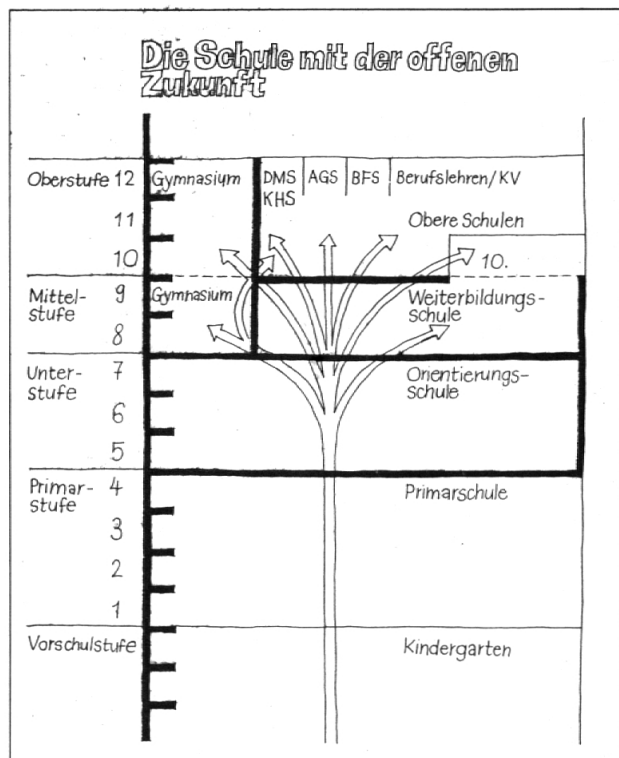 Die Schule mit der offenen
Zukunft
Oberstufe 12 Gymnasium DMS AGS BFS Berufslehren/KV
KHS
11 Obere Schulen
10 10.
Mittel- 9 Gymnasium Weiterbildungs-
stufe schule
8
Unter- 7 Orientierungs-
stufe schule
6
5
Primar- 4 Primarschule
stufe
3
2
1
Vorschulstufe Kindergarten